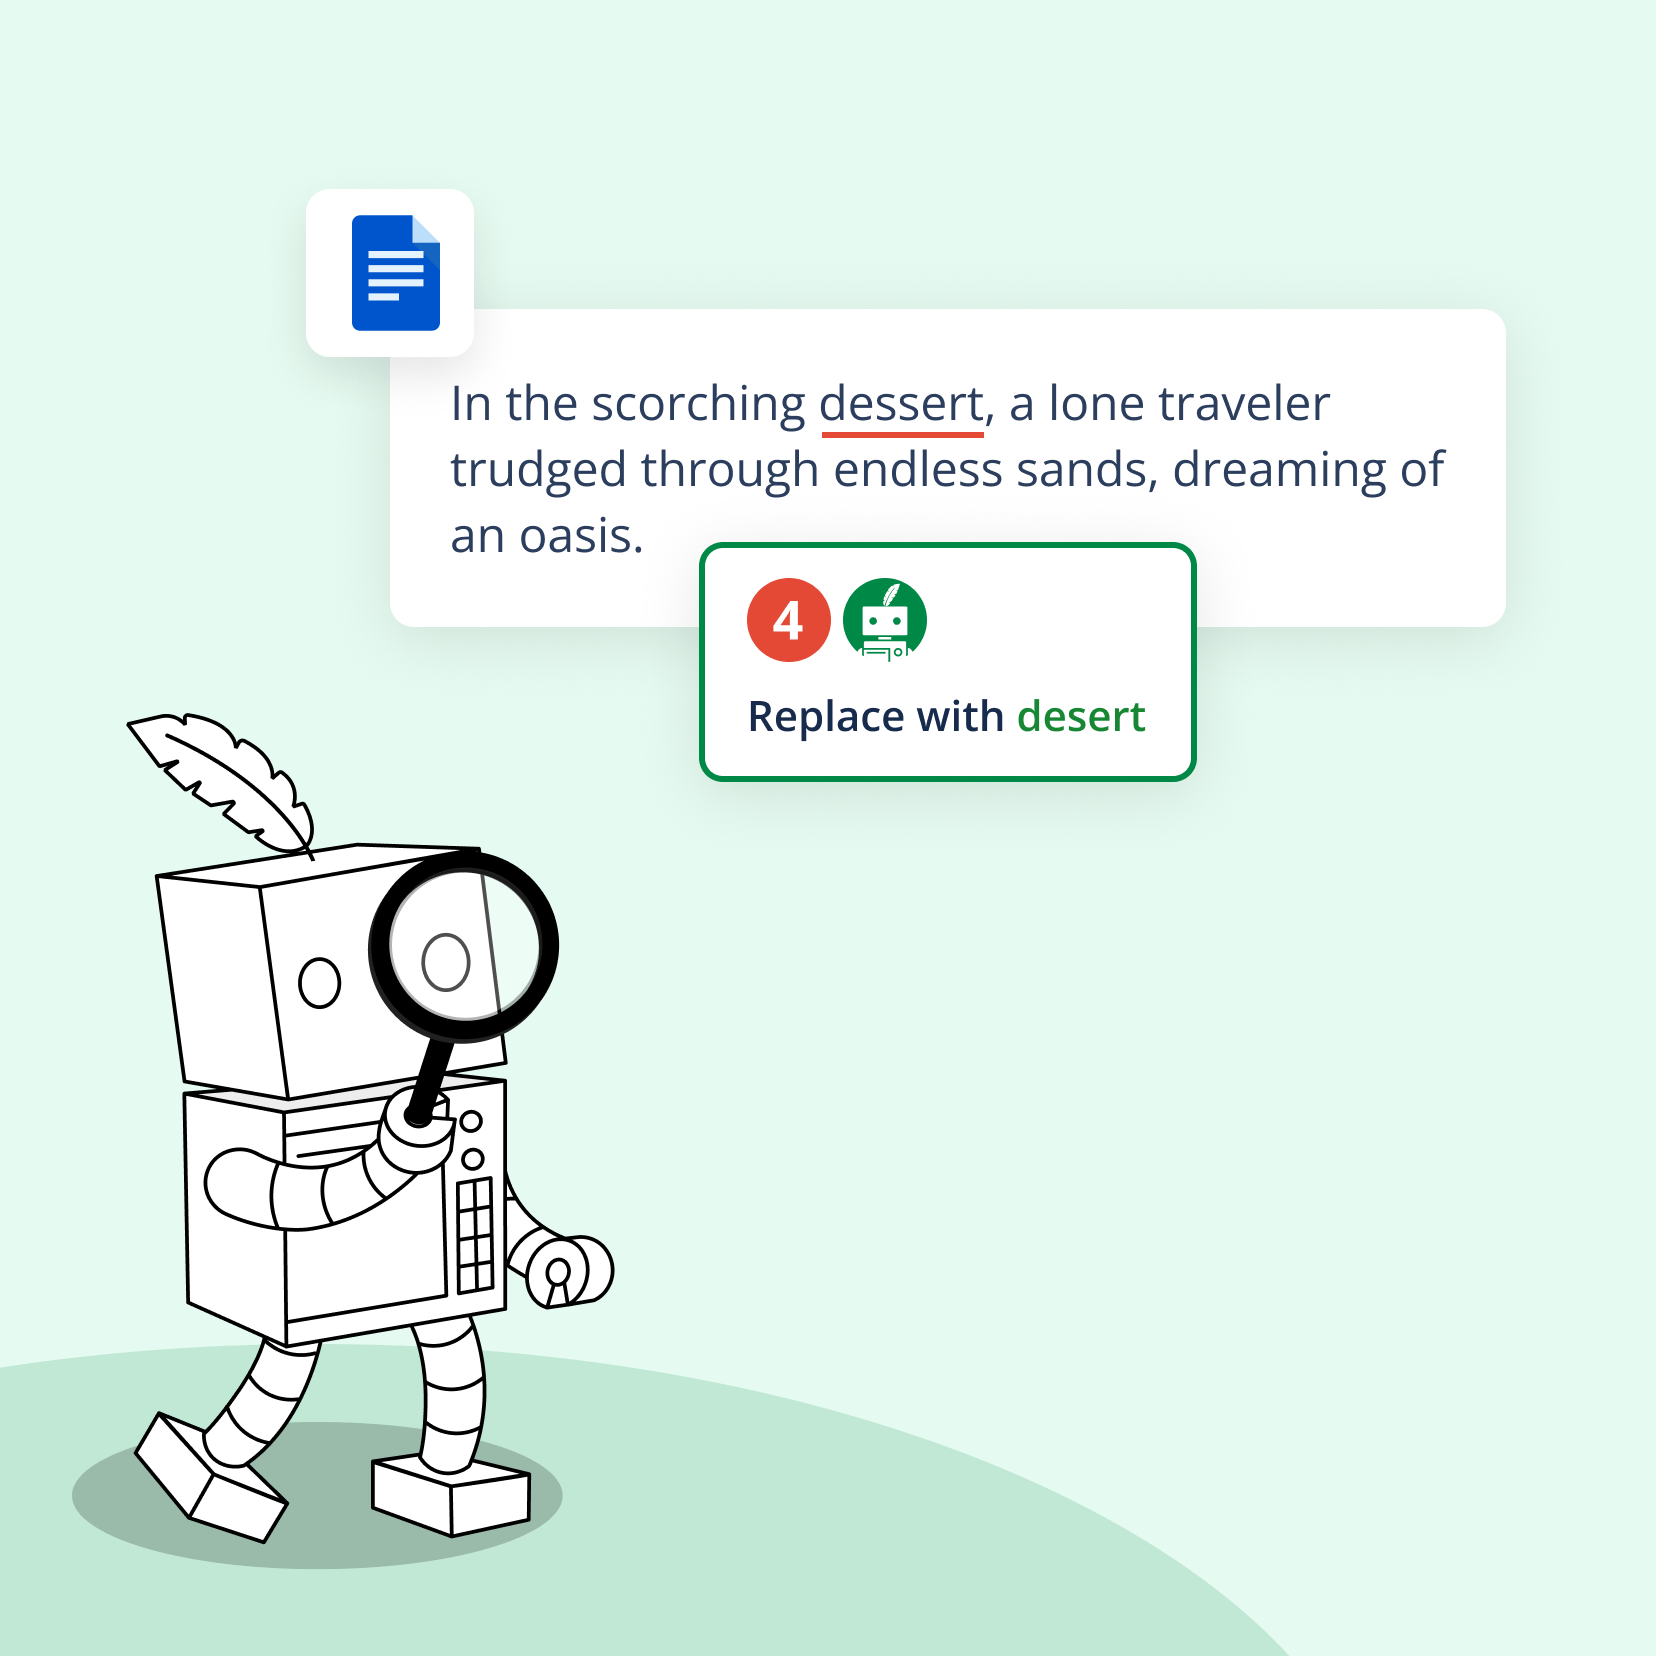 In the scorching dessert, a lone traveler
trudged through endless sands, dreaming of
an oasis.
4
Replace with desert